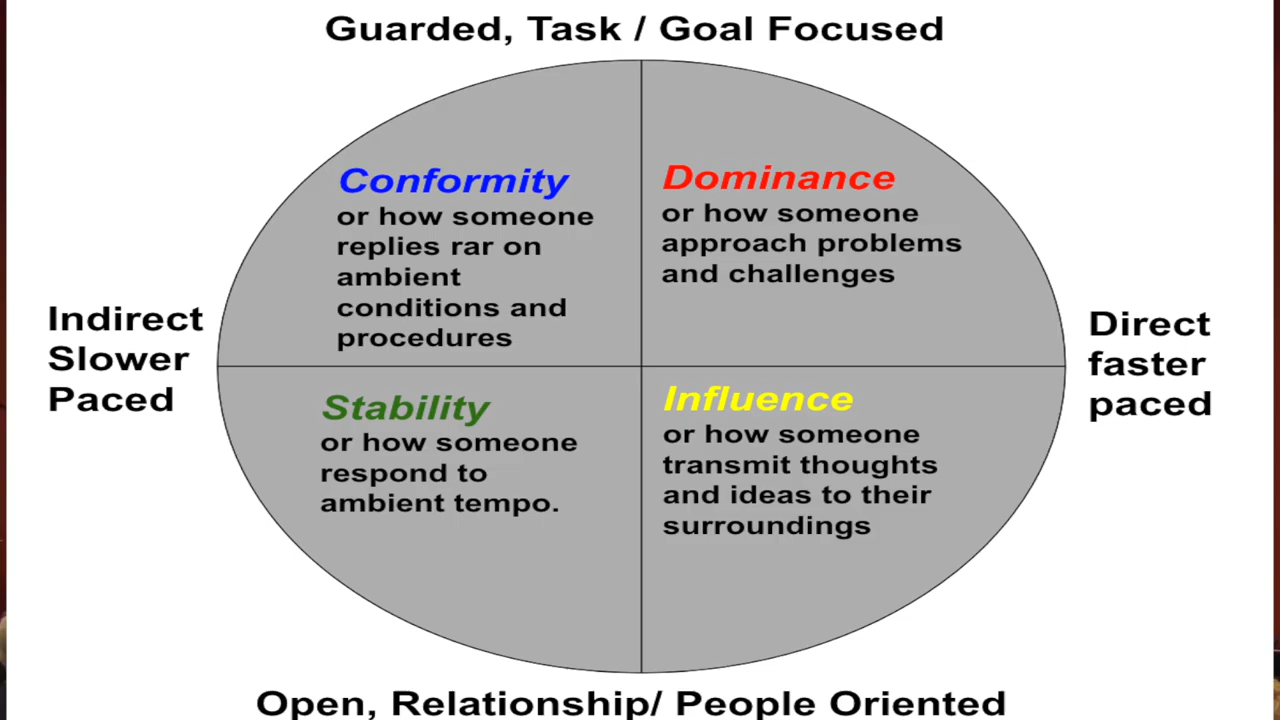 Guarded, Task / Goal Focused
Conformity
or how someone
replies rar on
ambient
conditions and
procedures
Dominance
or how someone
approach problems
and challenges
Indirect
Slower
Paced
Direct
faster
paced
Stability
or how someone
respond to
ambient tempo.
Influence
or how someone
transmit thoughts
and ideas to their
surroundings
Open, Relationship/ People Oriented